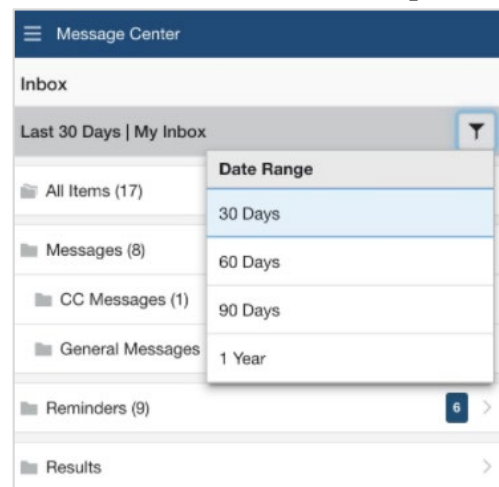 Message Center
Inbox
Last 30 Days | My Inbox
Date Range
All Items (17)
30 Days
Messages (8)
60 Days
CC Messages (1)
90 Days
General Messages
1 Year
Reminders (9)
6
Results